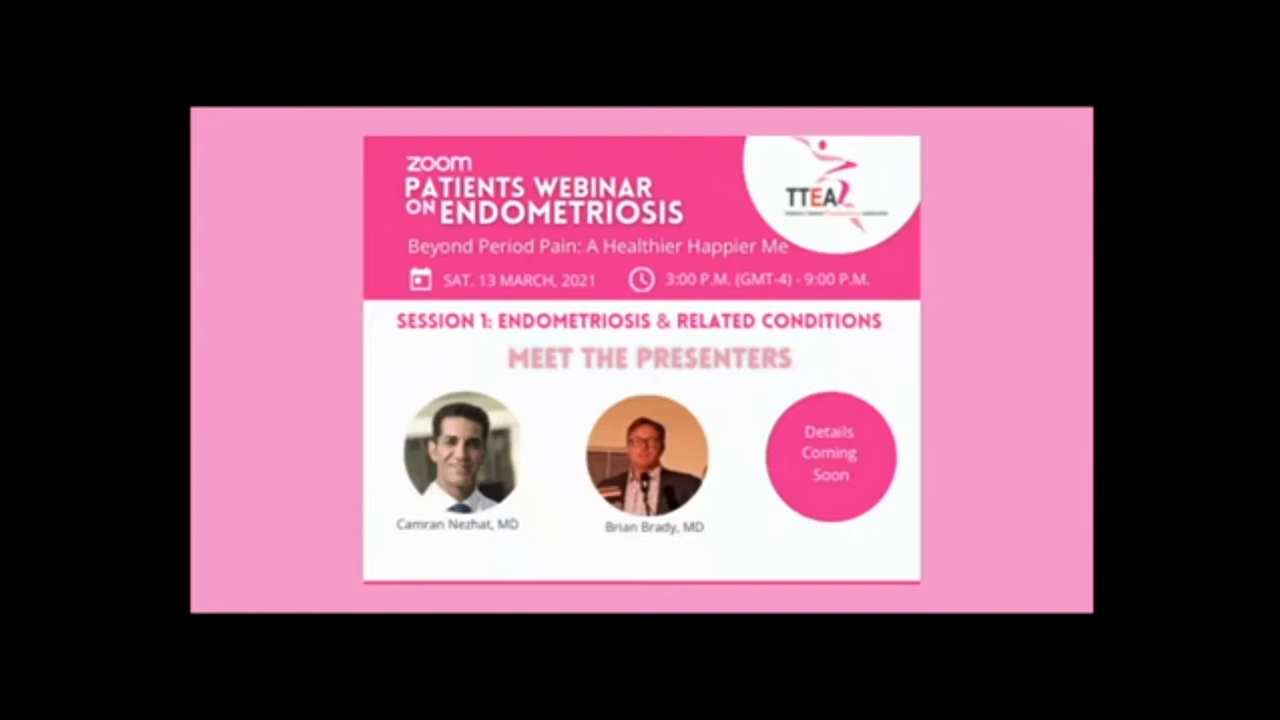 zoom
PATIENTS WEBINAR
ON ENDOMETRIOSIS
TTEA
Beyond Period Pain: A Healthier Happier Me
SAT. 13 MARCH, 2021
3:00 P.M. (GMT-4) - 9:00 P.M.
SESSION 1: ENDOMETRIOSIS & RELATED CONDITIONS
MEET THE PRESENTERS
Details
Coming
Soon
Camran Nezhat, MD
Brian Brady, MD